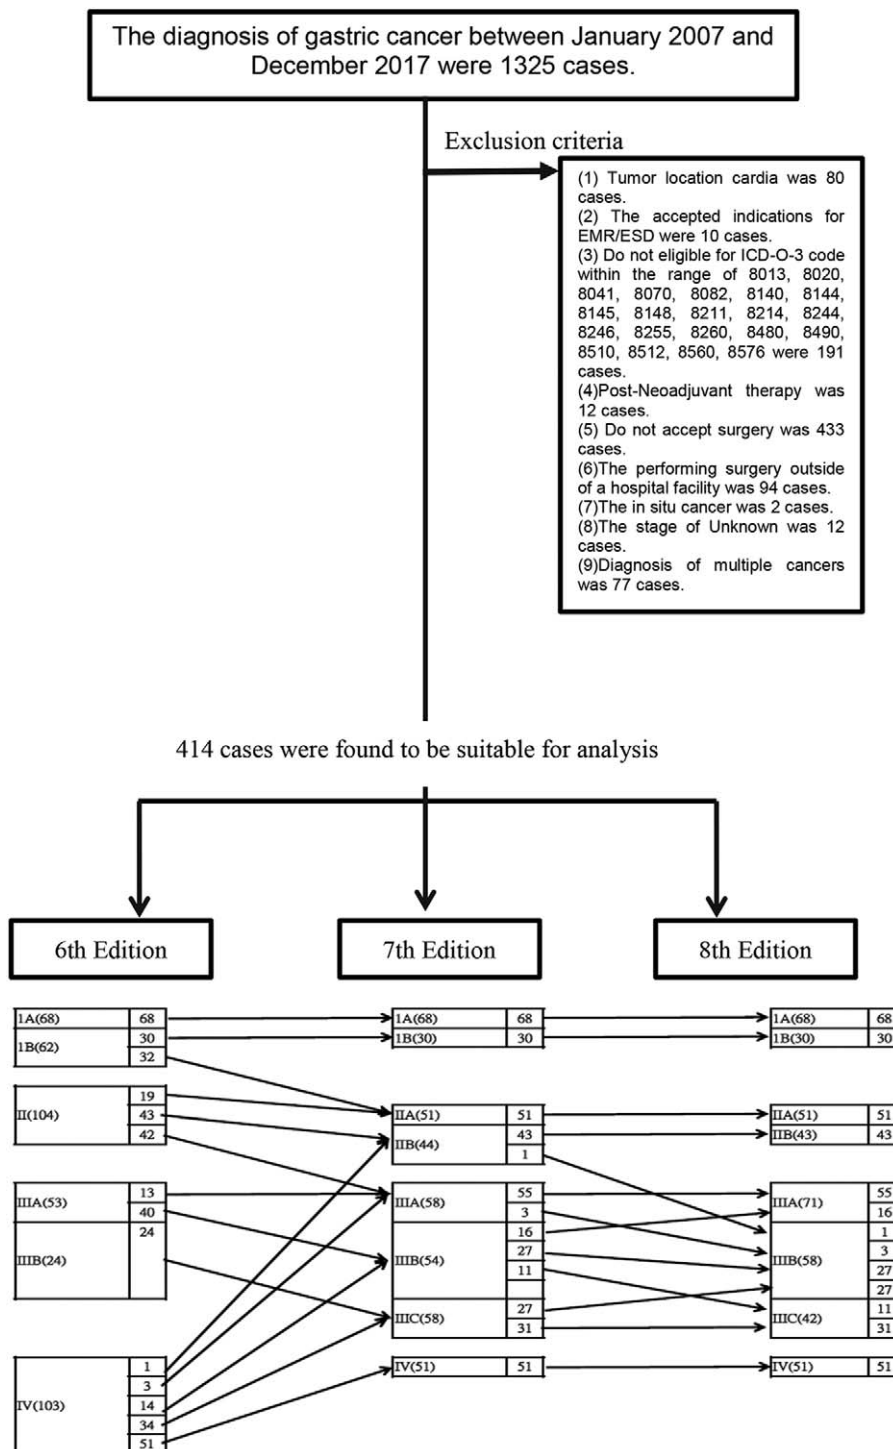 The diagnosis of gastric cancer between January 2007 and
December 2017 were 1325 cases.
Exclusion criteria
(1) Tumor location cardia was 80
cases.
(2) The accepted indications for
EMR/ESD were 10 cases.
(3) Do not eligible for ICD-O-3 code
within the range of 8013, 8020,
8041, 8070, 8082, 8140, 8144,
8145, 8148, 8211, 8214, 8244,
8246, 8255, 8260, 8480, 8490,
8510, 8512, 8560, 8576 were 191
cases.
(4)Post-Neoadjuvant therapy was
12 cases.
(5) Do not accept surgery was 433
cases.
(6)The performing surgery outside
of a hospital facility was 94 cases.
(7)The in situ cancer was 2 cases.
(8)The stage of Unknown was 12
cases.
(9)Diagnosis of multiple cancers
was 77 cases.
414 cases were found to be suitable for analysis
6th Edition
7th Edition
8th Edition
1A(68) 68
1B(62) 30
32
II(104) 19
43
42
IIIA(53) 13
40
IIIB(24) 24
IV(103) 1
3
14
34
51
1A(68) 68
1B(30) 30
IIA(51) 51
IIB(44) 43
1
IIIA(58) 55
3
IIIB(54) 16
27
11
IIIC(58) 27
31
IV(51) 51
1A(68) 68
1B(30) 30
IIA(51) 51
IIB(43) 43
IIIA(71) 55
16
IIIB(58) 1
3
27
27
IIIC(42) 11
31
IV(51) 51